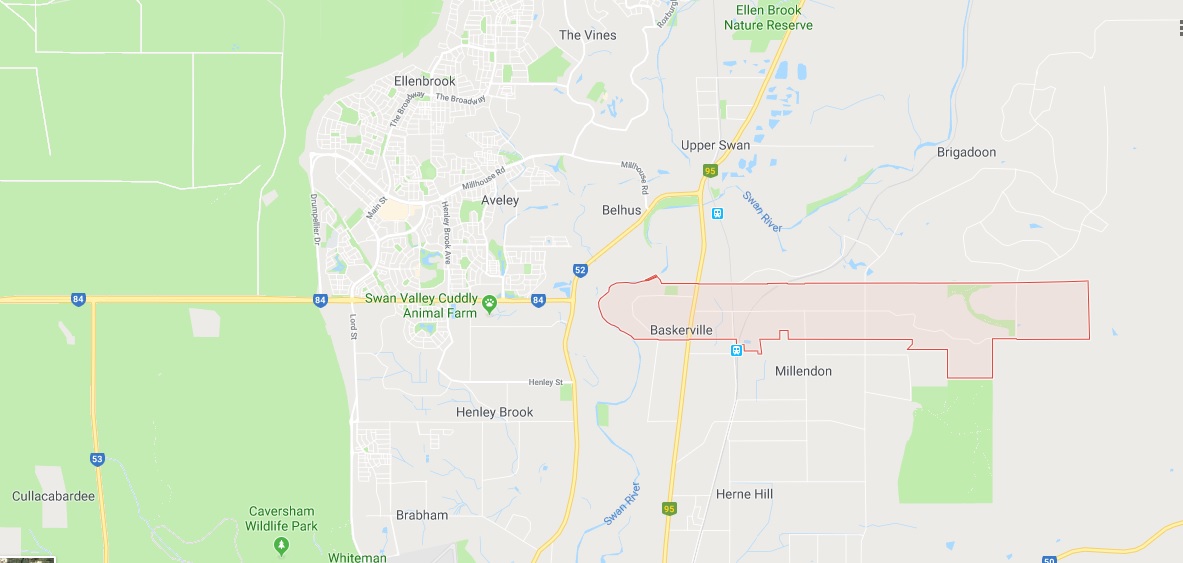 Ellen Brook
Nature Reserve
The Vines
Roxburgh
Ellenbrook
The Broadway
The Broadway
Upper Swan
95
Brigadoon
Millhouse Rd
Millhouse Rd
Drumpellier Dr
Main St
Henley Brook Ave
Aveley
Belhus
Swan River
52
84
84
Swan Valley Cuddly
Animal Farm
84
Lord St
Baskerville
Millendon
Henley St
Henley Brook
53
Cullacabardee
Caversham
Wildlife Park
Brabham
Swan River
95
Herne Hill
Whiteman
50